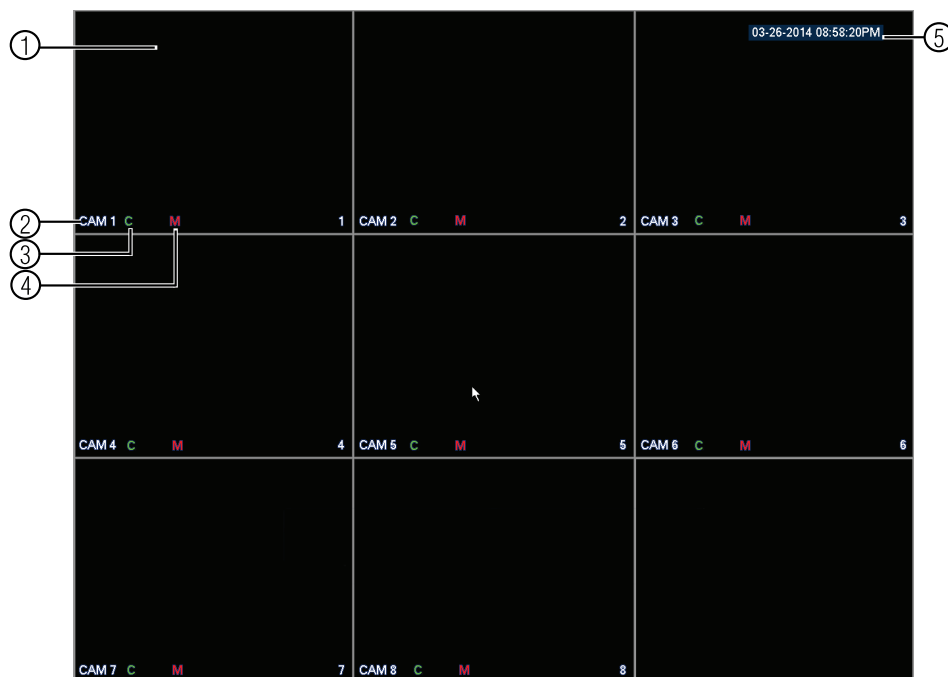 1
03-26-2014 08:58:20PM
5
2
CAM 1 C M 1
CAM 2 C M 2
CAM 3 C M 3
3
4
CAM 4 C M 4
CAM 5 C M 5
CAM 6 C M 6
CAM 7 C M 7
CAM 8 C M 8